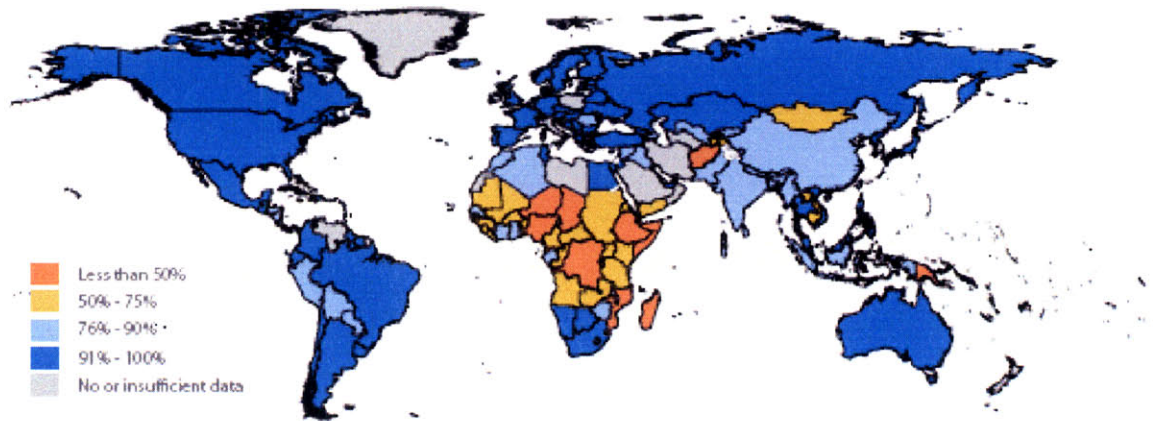 Less than 50%
50% - 75%
76% - 90%
91% - 100%
No or insufficient data